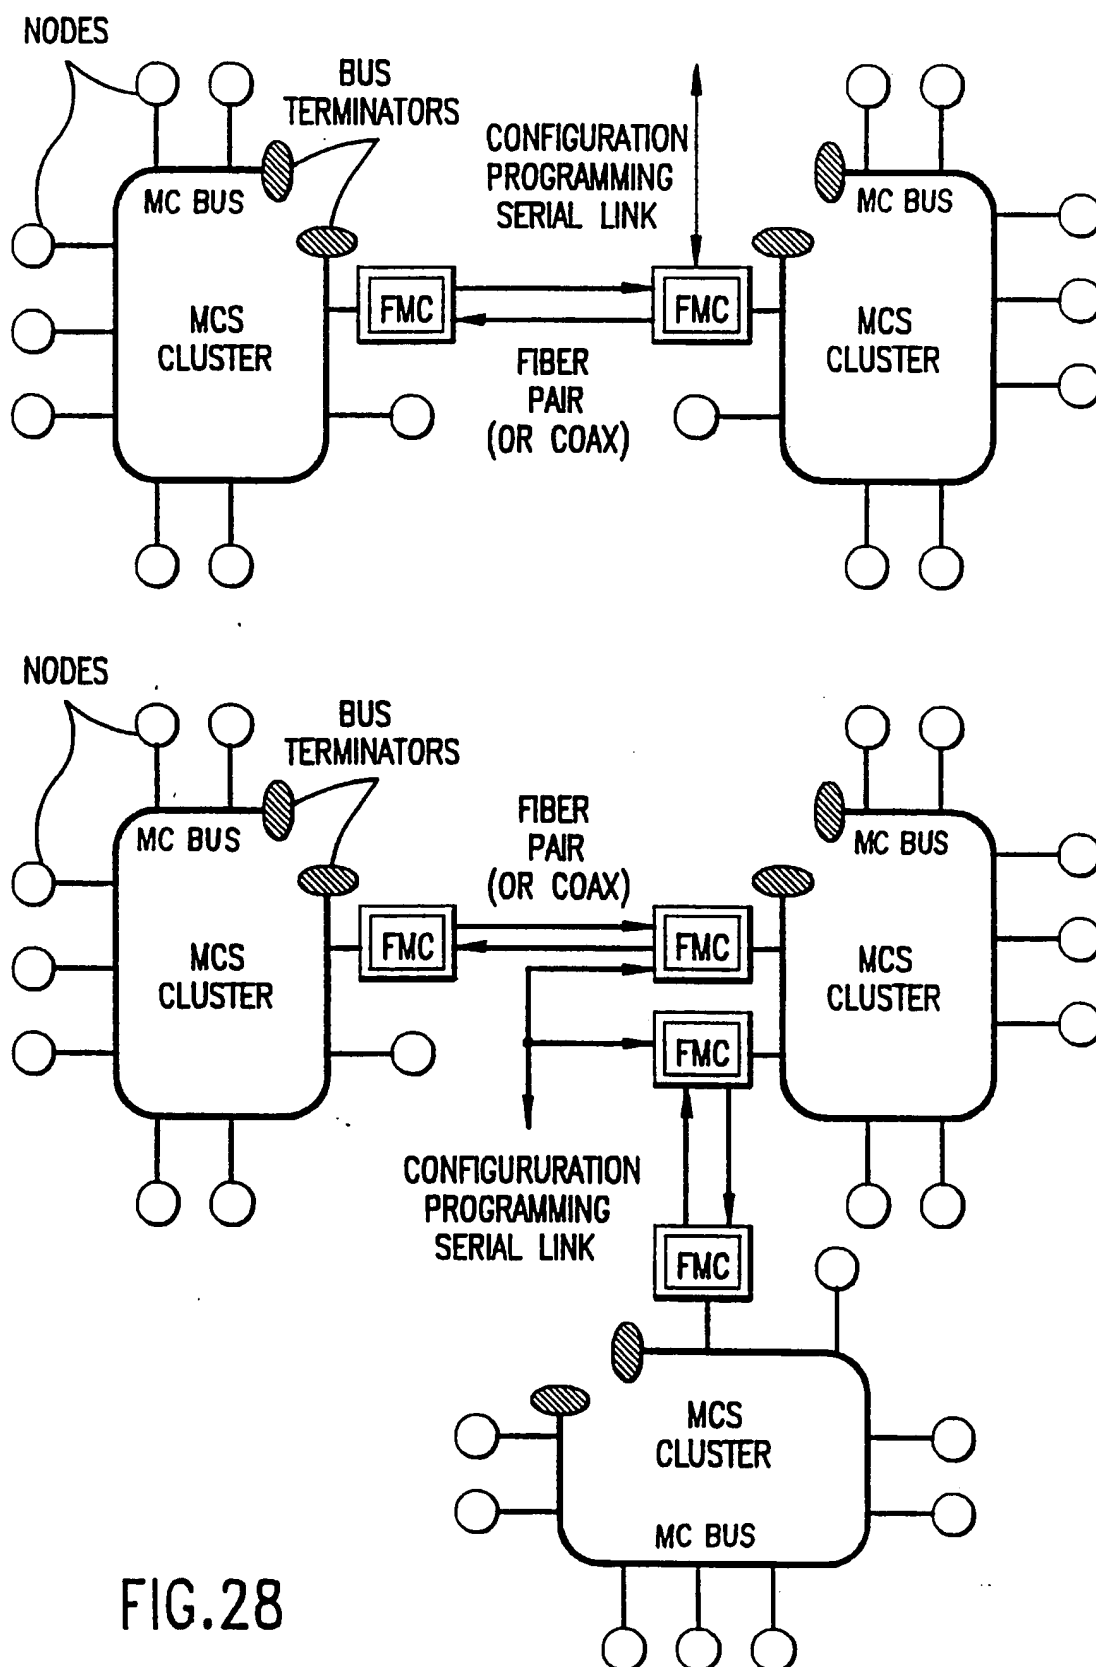 NODES
BUS
TERMINATORS
CONFIGURATION
PROGRAMMING
SERIAL LINK
MC BUS
MC BUS
FMC
FMC
MCS
CLUSTER
MCS
CLUSTER
FIBER
PAIR
(OR COAX)
NODES
BUS
TERMINATORS
FIBER
PAIR
(OR COAX)
MC BUS
MC BUS
FMC
FMC
MCS
CLUSTER
MCS
CLUSTER
FMC
CONFIGURURATION
PROGRAMMING
SERIAL LINK
FMC
MCS
CLUSTER
MC BUS
FIG.28